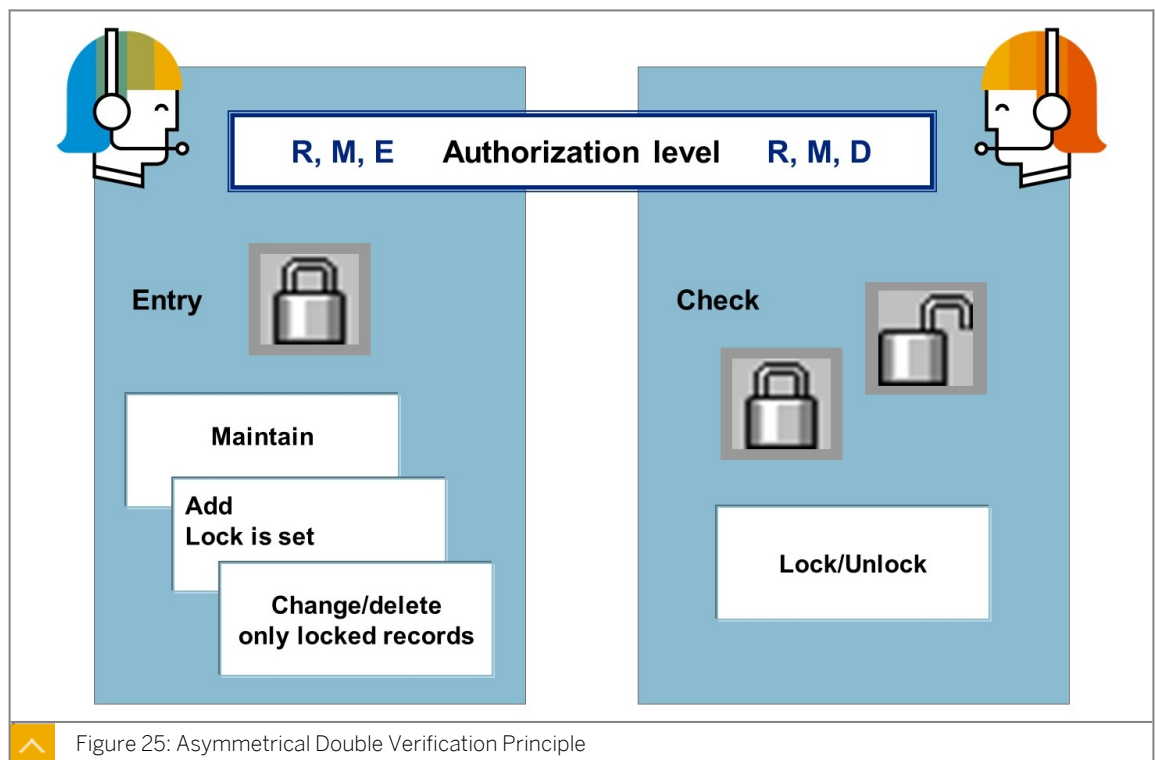 R, M, E Authorization level R, M, D
Entry
Maintain
Add
Lock is set
Change/delete
only locked records
Check
Lock/Unlock
Figure 25: Asymmetrical Double Verification Principle